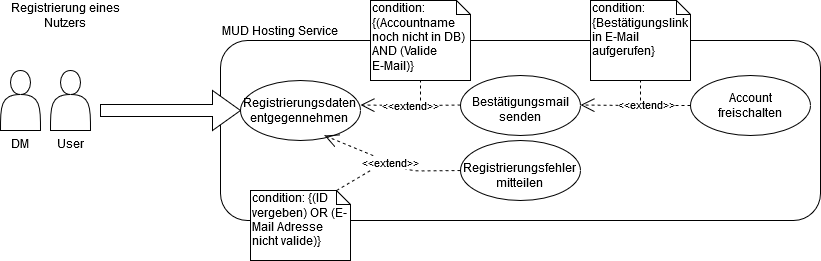 Registrierung eines
Nutzers
MUD Hosting Service
condition:
{(Accountname
noch nicht in DB)
AND (Valide
E-Mail)}
condition:
{Bestätigungslink
in E-Mail
aufgerufen}
DM
User
Registrierungsdaten
entgegennehmen
<<extend>>
Bestätigungsmail
senden
<<extend>>
Account
freischalten
<<extend>>
Registrierungsfehler
mitteilen
condition: {(ID
vergeben) OR (E-
Mail Adresse
nicht valide)}